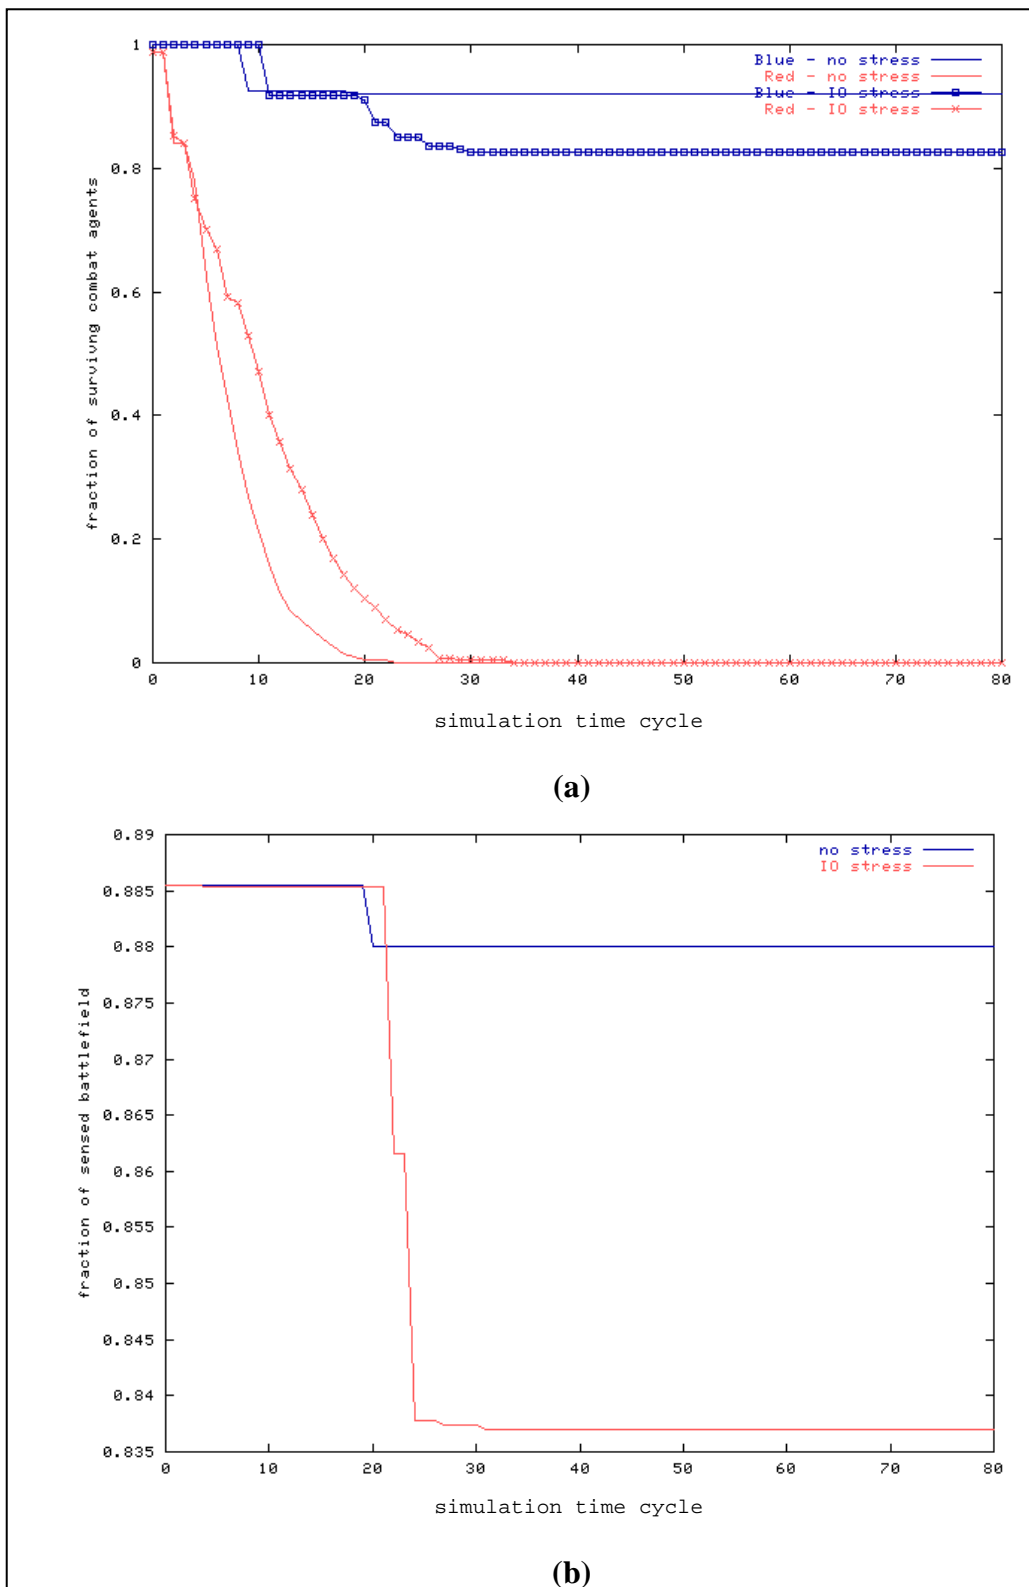 1
Blue - no stress
Red - no stress
Blue - IO stress
Red - IO stress
0.8
0.6
0.4
0.2
0
fraction of survivng combat agents
0 10 20 30 40 50 60 70 80
simulation time cycle
(a)
0.89
no stress
IO stress
0.885
0.88
0.875
0.87
0.865
0.86
0.855
0.85
0.845
0.84
0.835
fraction of sensed battlefield
0 10 20 30 40 50 60 70 80
simulation time cycle
(b)